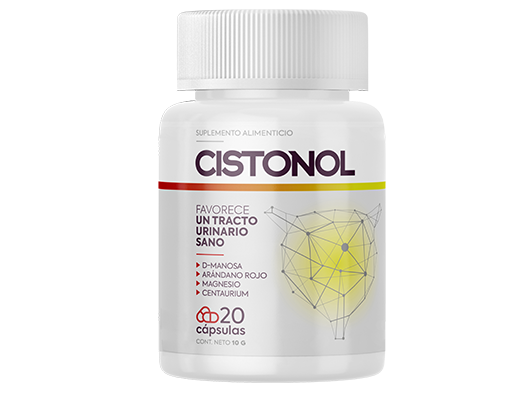 SUPLEMENTO ALIMENTICIO
CISTONOL
FAVORECE
UN TRACTO
URINARIO
SANO
D-MANOSA
ARÁNDANO ROJO
MAGNESIO
CENTAURIUM
20
cápsulas
CONT. NETO 10 G